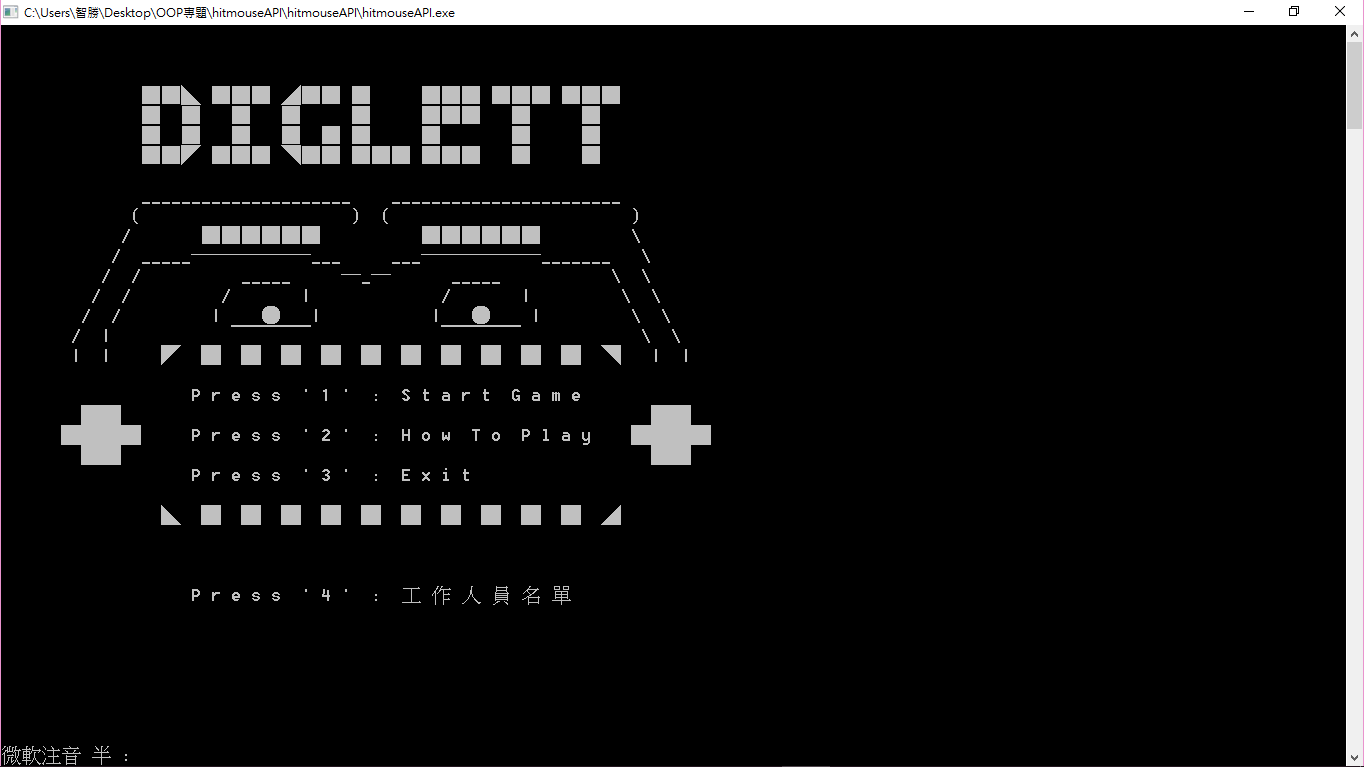 C:\Users\智勝\Desktop\OOP專題\hitmouseAPI\hitmouseAPI\hitmouseAPI.exe
DIGLETT
Press '1' : Start Game
Press '2' : How To Play
Press '3' : Exit
Press '4' : 工作人員名單
微軟注音 半 :